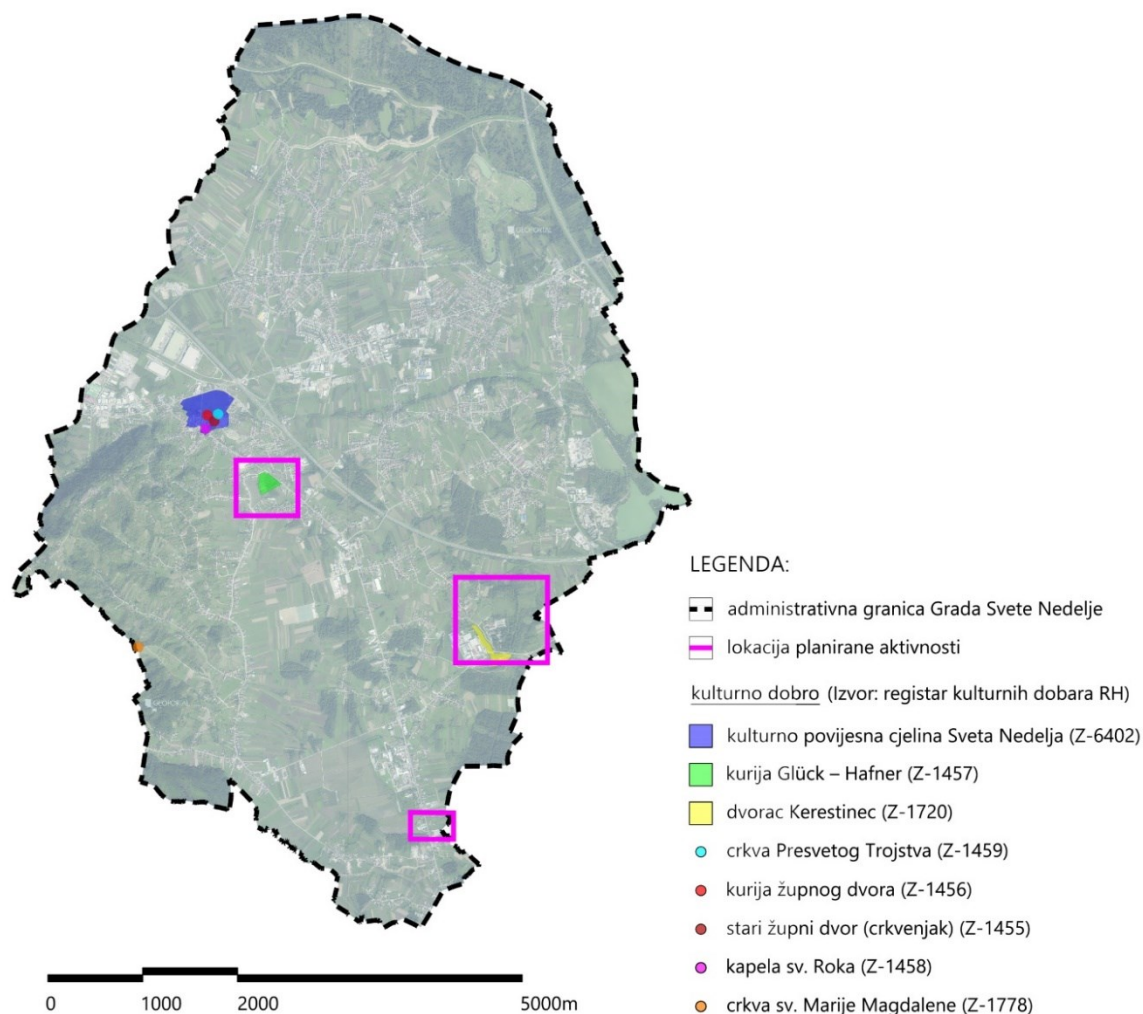 LEGENDA:
administrativna granica Grada Svete Nedelje
lokacija planirane aktivnosti
kulturno dobro (Izvor: registar kulturnih dobara RH)
kulturno povijesna cjelina Sveta Nedelja (Z-6402)
kurija Glück – Hafner (Z-1457)
dvorac Kerestinec (Z-1720)
crkva Presvetog Trojstva (Z-1459)
kurija župnog dvora (Z-1456)
stari župni dvor (crkvenjak) (Z-1455)
kapela sv. Roka (Z-1458)
crkva sv. Marije Magdalene (Z-1778)
0 1000 2000 5000m